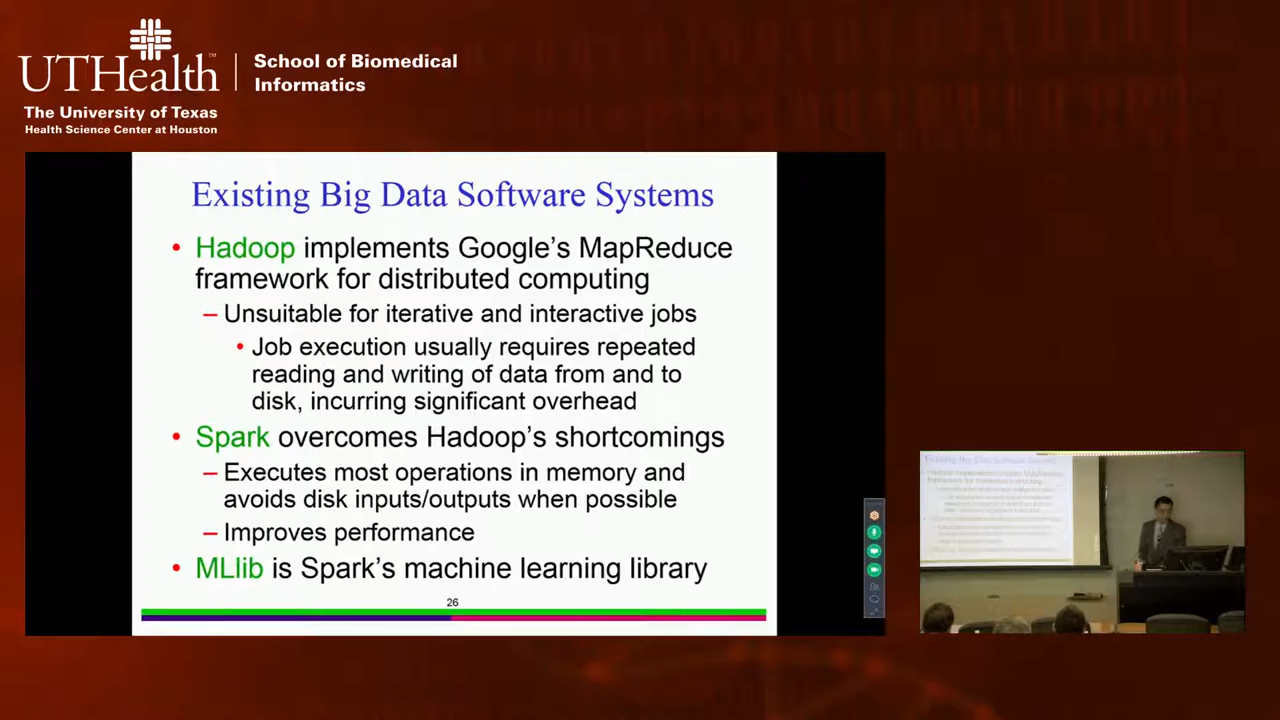 UTHealth™
School of Biomedical
Informatics
The University of Texas
Health Science Center at Houston
Existing Big Data Software Systems
• Hadoop implements Google's MapReduce
framework for distributed computing
– Unsuitable for iterative and interactive jobs
• Job execution usually requires repeated
reading and writing of data from and to
disk, incurring significant overhead
• Spark overcomes Hadoop's shortcomings
– Executes most operations in memory and
avoids disk inputs/outputs when possible
– Improves performance
• MLlib is Spark's machine learning library
26